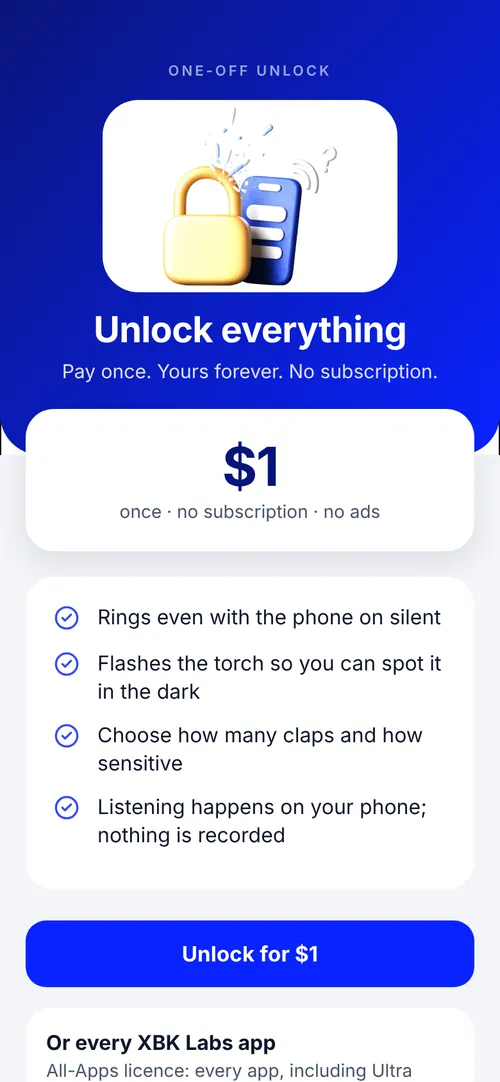 ONE-OFF UNLOCK
?
Unlock everything
Pay once. Yours forever. No subscription.
$1
once · no subscription · no ads
Rings even with the phone on silent
Flashes the torch so you can spot it
in the dark
Choose how many claps and how
sensitive
Listening happens on your phone;
nothing is recorded
Unlock for $1
Or every XBK Labs app
All-Apps licence: every app, including Ultra